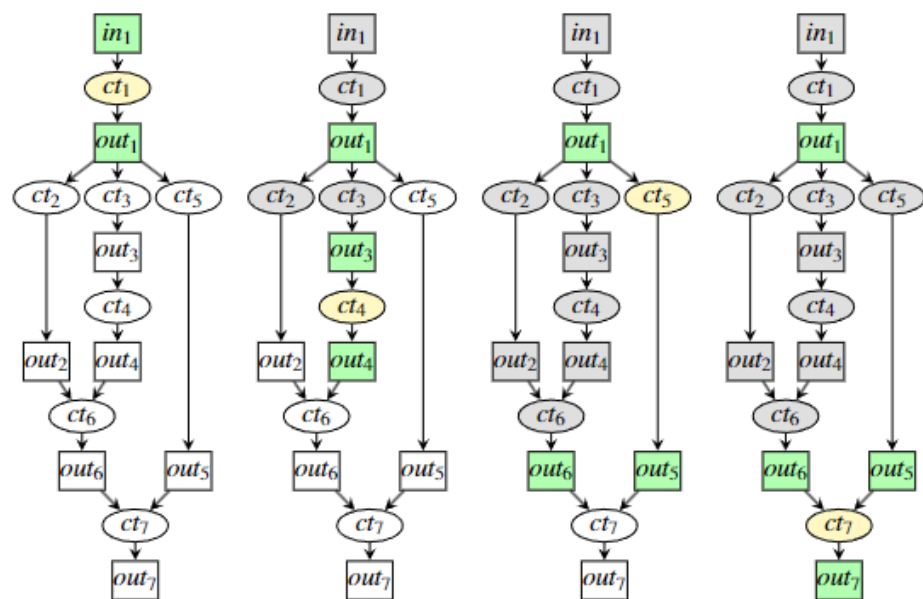 in₁ in₁ in₁ in₁
ct₁ ct₁ ct₁ ct₁
out₁ out₁ out₁ out₁
ct₂ ct₃ ct₅ ct₂ ct₃ ct₅ ct₂ ct₃ ct₅ ct₂ ct₃ ct₅
out₃ out₃ out₃ out₃
ct₄ ct₄ ct₄ ct₄
out₂ out₄ out₂ out₄ out₂ out₄ out₂ out₄
ct₆ ct₆ ct₆ ct₆
out₆ out₅ out₆ out₅ out₆ out₅ out₆ out₅
ct₇ ct₇ ct₇ ct₇
out₇ out₇ out₇ out₇